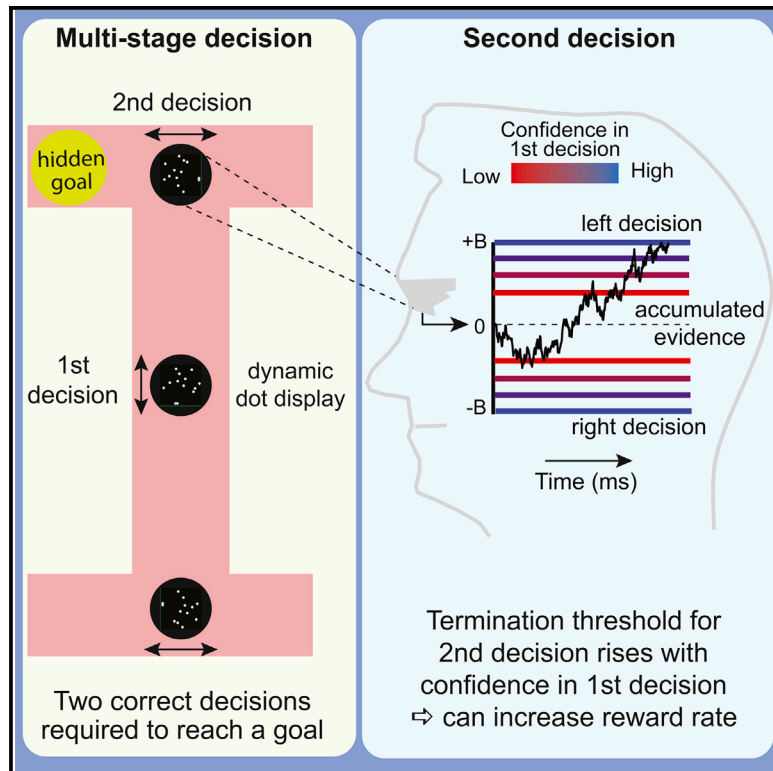 Multi-stage decision
2nd decision
hidden
goal
1st
decision
dynamic
dot display
Two correct decisions
required to reach a goal
Second decision
Confidence in
1st decision
Low
High
left decision
+B
accumulated
evidence
0
-B
right decision
Time (ms)
Termination threshold for
2nd decision rises with
confidence in 1st decision
⇨ can increase reward rate